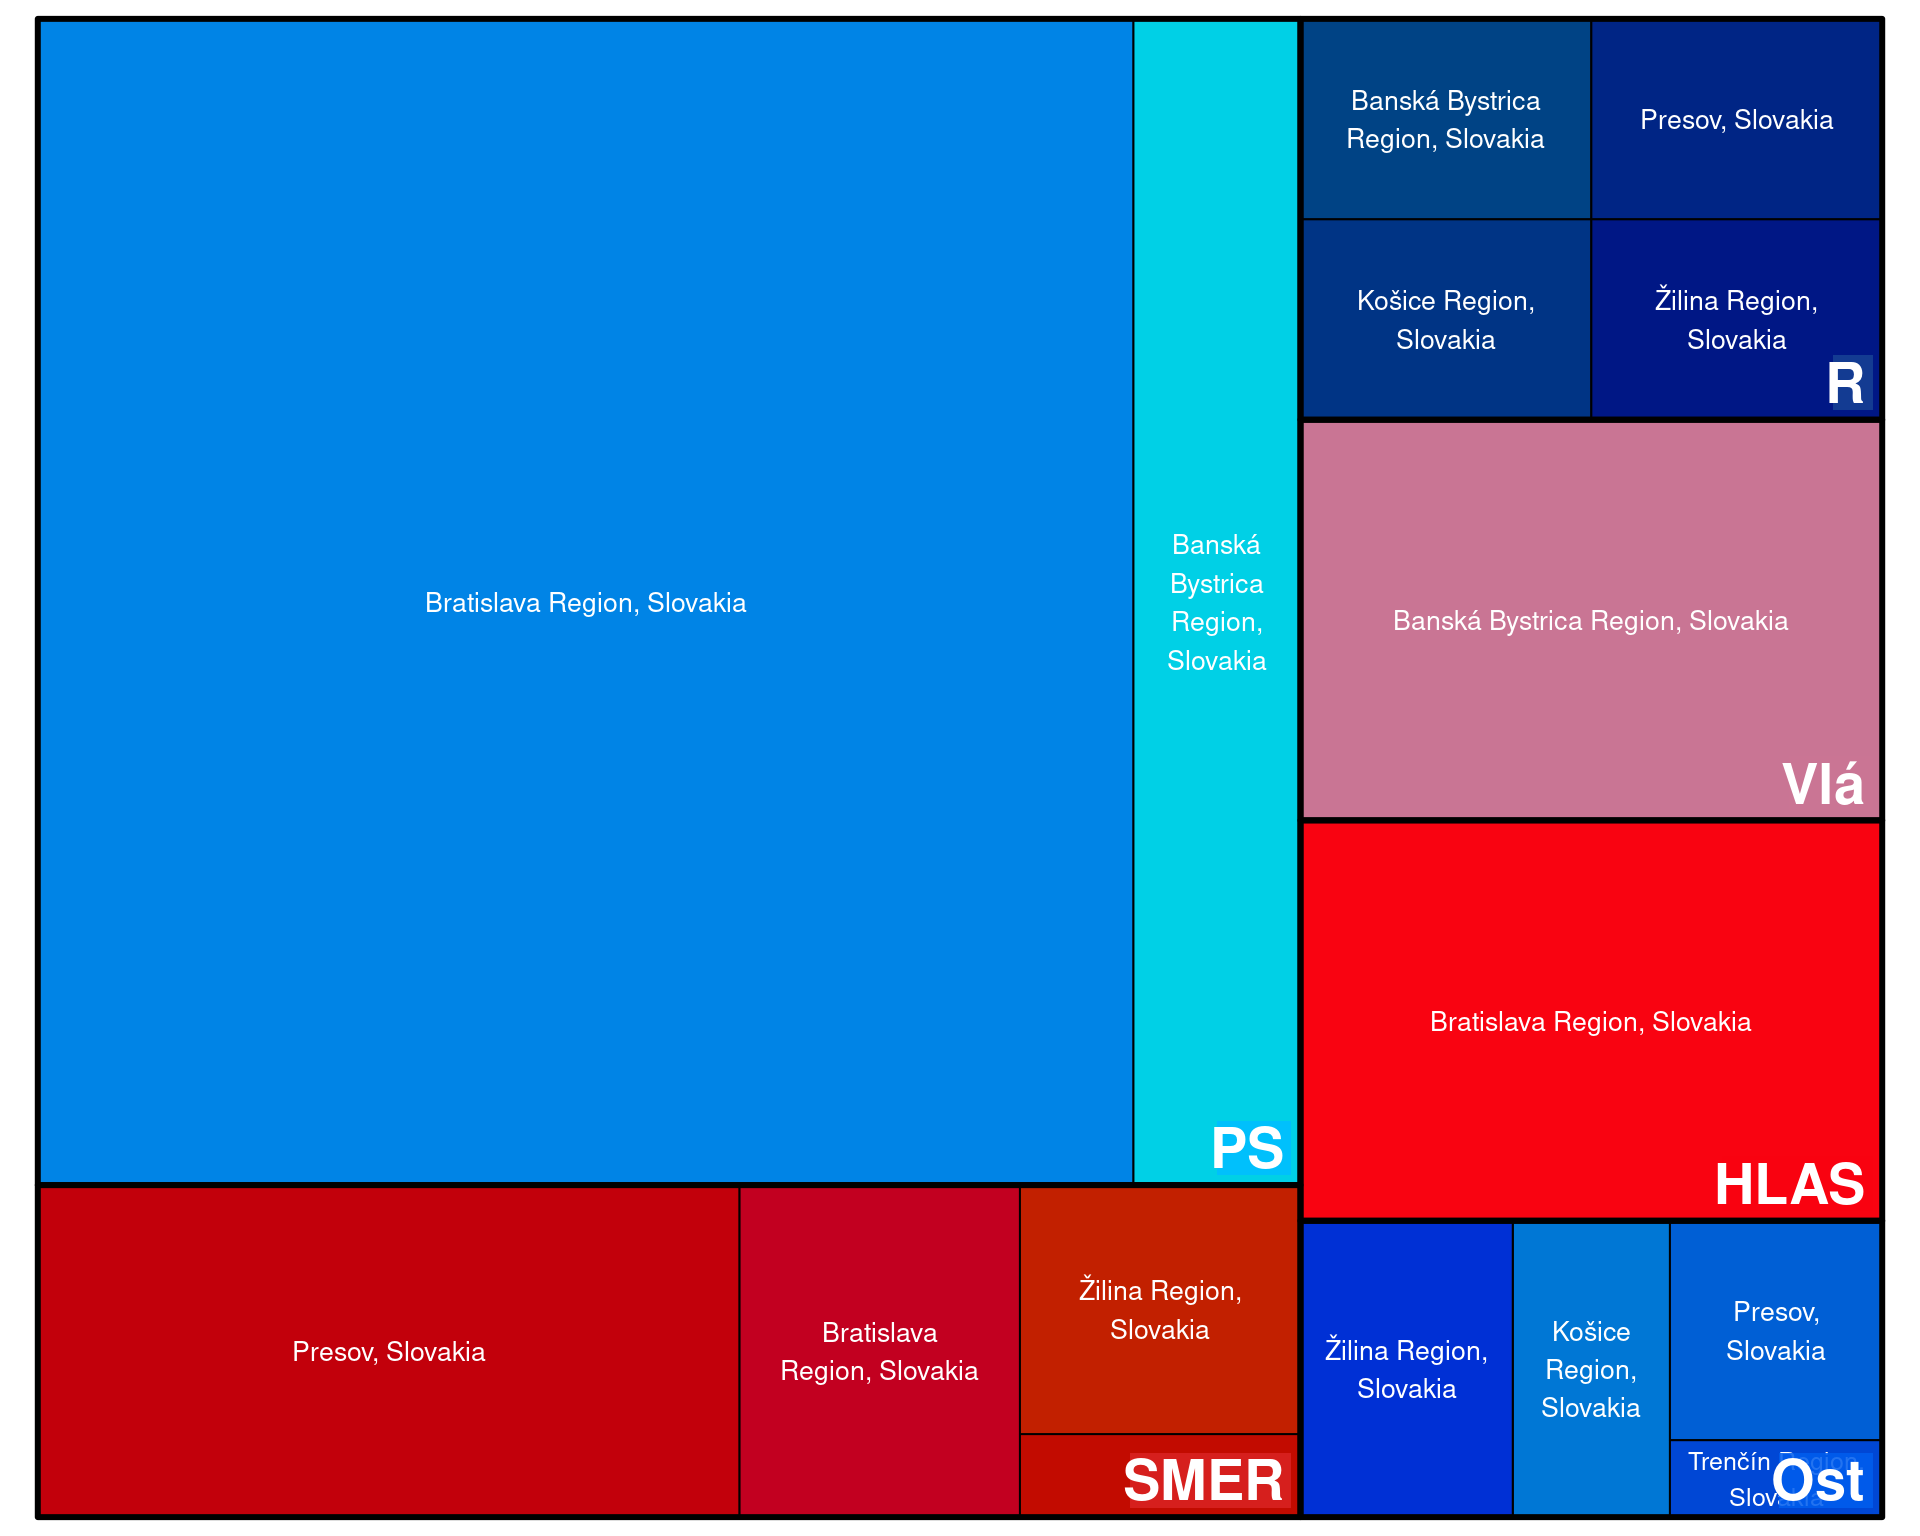 Bratislava Region, Slovakia
Banská
Bystrica
Region,
Slovakia
PS
Presov, Slovakia
Bratislava
Region, Slovakia
Žilina Region,
Slovakia
SMER
Banská Bystrica
Region, Slovakia
Presov, Slovakia
Košice Region,
Slovakia
Žilina Region,
Slovakia
R
Banská Bystrica Region, Slovakia
Vlá
Bratislava Region, Slovakia
HLAS
Žilina Region,
Slovakia
Košice
Region,
Slovakia
Presov,
Slovakia
Trenčín Region,
Slovakia
Ost